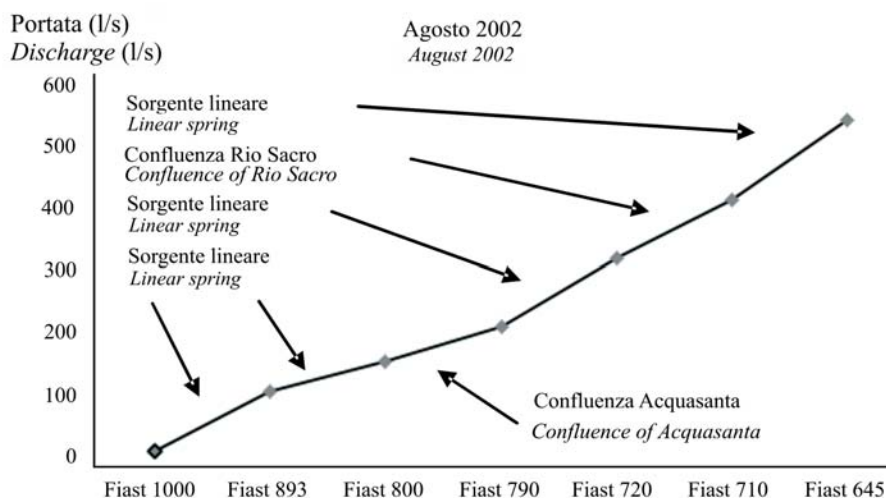 Portata (l/s)
Discharge (l/s)
Agosto 2002
August 2002
600
500
400
300
200
100
0
Sorgente lineare
Linear spring
Confluenza Rio Sacro
Confluence of Rio Sacro
Sorgente lineare
Linear spring
Sorgente lineare
Linear spring
Confluenza Acquasanta
Confluence of Acquasanta
Fiast 1000 Fiast 893 Fiast 800 Fiast 790 Fiast 720 Fiast 710 Fiast 645